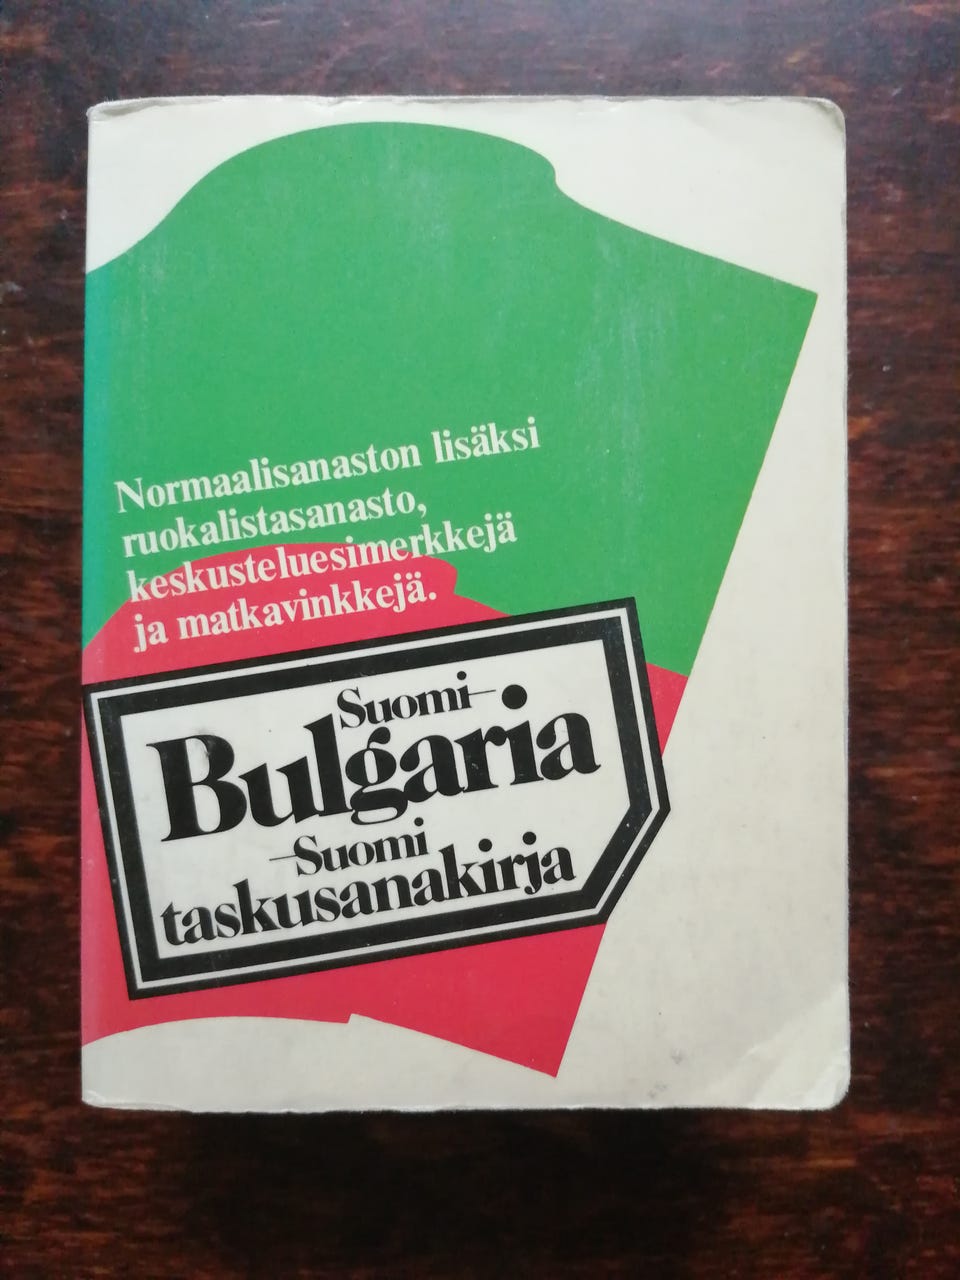 Normaalisanaston lisäksi
ruokalistasanasto,
keskusteluesimerkkejä
ja matkavinkkejä.
Suomi–
Bulgaria
–Suomi
taskusanakirja